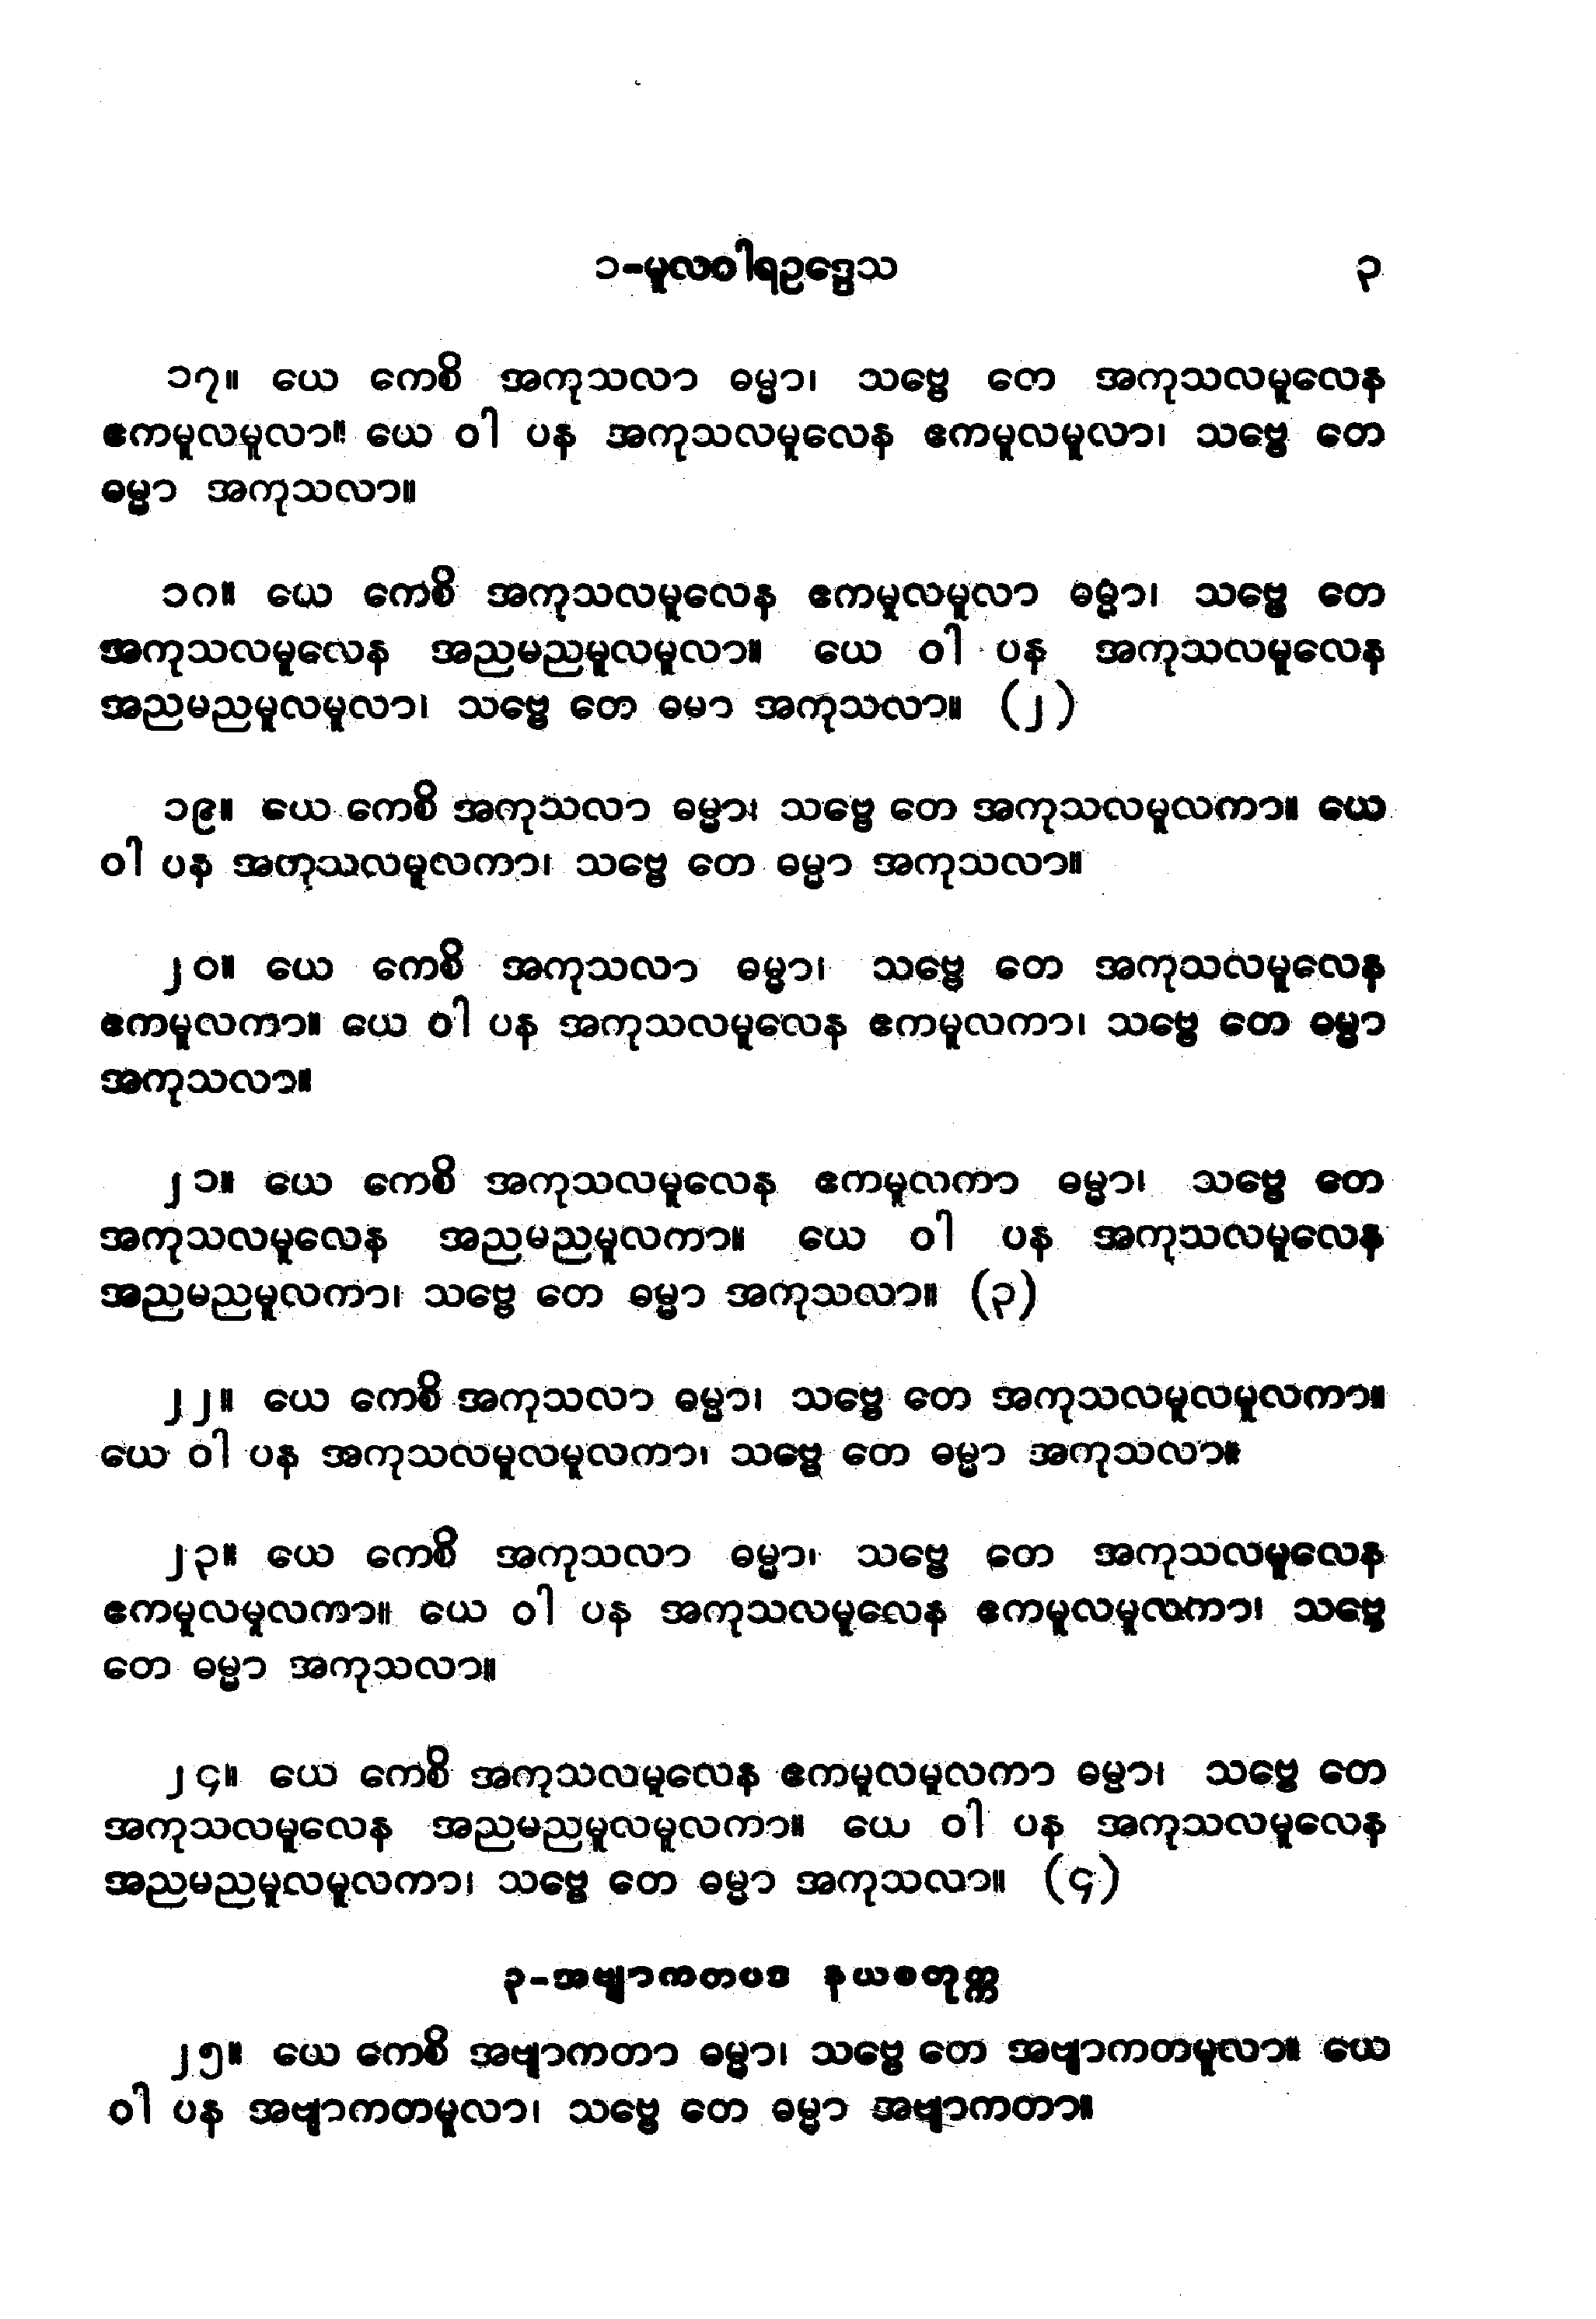 ၁-မူလဝါရဥဒ္ဒေသ ၃
၁၇။ ယေ ကေစိ အကုသလာ ဓမ္မာ၊ သဗ္ဗေ တေ အကုသလမူလေန
ဧကမူလမူလာ။ ယေ ဝါ ပန အကုသလမူလေန ဧကမူလမူလာ၊ သဗ္ဗေ တေ
ဓမ္မာ အကုသလာ။
၁၈။ ယေ ကေစိ အကုသလမူလေန ဧကမူလမူလာ ဓမ္မာ၊ သဗ္ဗေ တေ
အကုသလမူလေန အညမညမူလမူလာ။ ယေ ဝါ ပန အကုသလမူလေန
အညမညမူလမူလာ၊ သဗ္ဗေ တေ ဓမာ အကုသလာ။ (၂)
၁၉။ ယေ ကေစိ အကုသလာ ဓမ္မာ၊ သဗ္ဗေ တေ အကုသလမူလကာ။ ယေ
ဝါ ပန အကုသလမူလကာ၊ သဗ္ဗေ တေ ဓမ္မာ အကုသလာ။
၂၀။ ယေ ကေစိ အကုသလာ ဓမ္မာ၊ သဗ္ဗေ တေ အကုသလမူလေန
ဧကမူလကာ။ ယေ ဝါ ပန အကုသလမူလေန ဧကမူလကာ၊ သဗ္ဗေ တေ ဓမ္မာ
အကုသလာ။
၂၁။ ယေ ကေစိ အကုသလမူလေန ဧကမူလကာ ဓမ္မာ၊ သဗ္ဗေ တေ
အကုသလမူလေန အညမညမူလကာ။ ယေ ဝါ ပန အကုသလမူလေန
အညမညမူလကာ၊ သဗ္ဗေ တေ ဓမ္မာ အကုသလာ။ (၃)
၂၂။ ယေ ကေစိ အကုသလာ ဓမ္မာ၊ သဗ္ဗေ တေ အကုသလမူလမူလကာ။
ယေ ဝါ ပန အကုသလမူလမူလကာ၊ သဗ္ဗေ တေ ဓမ္မာ အကုသလာ။
၂၃။ ယေ ကေစိ အကုသလာ ဓမ္မာ၊ သဗ္ဗေ တေ အကုသလမူလေန
ဧကမူလမူလကာ။ ယေ ဝါ ပန အကုသလမူလေန ဧကမူလမူလကာ၊ သဗ္ဗေ
တေ ဓမ္မာ အကုသလာ။
၂၄။ ယေ ကေစိ အကုသလမူလေန ဧကမူလမူလကာ ဓမ္မာ၊ သဗ္ဗေ တေ
အကုသလမူလေန အညမညမူလမူလကာ။ ယေ ဝါ ပန အကုသလမူလေန
အညမညမူလမူလကာ၊ သဗ္ဗေ တေ ဓမ္မာ အကုသလာ။ (၄)
၃-အဗျာကတပဒ နယစတုက္က
၂၅။ ယေ ကေစိ အဗျာကတာ ဓမ္မာ၊ သဗ္ဗေ တေ အဗျာကတမူလာ။ ယေ
ဝါ ပန အဗျာကတမူလာ၊ သဗ္ဗေ တေ ဓမ္မာ အဗျာကတာ။